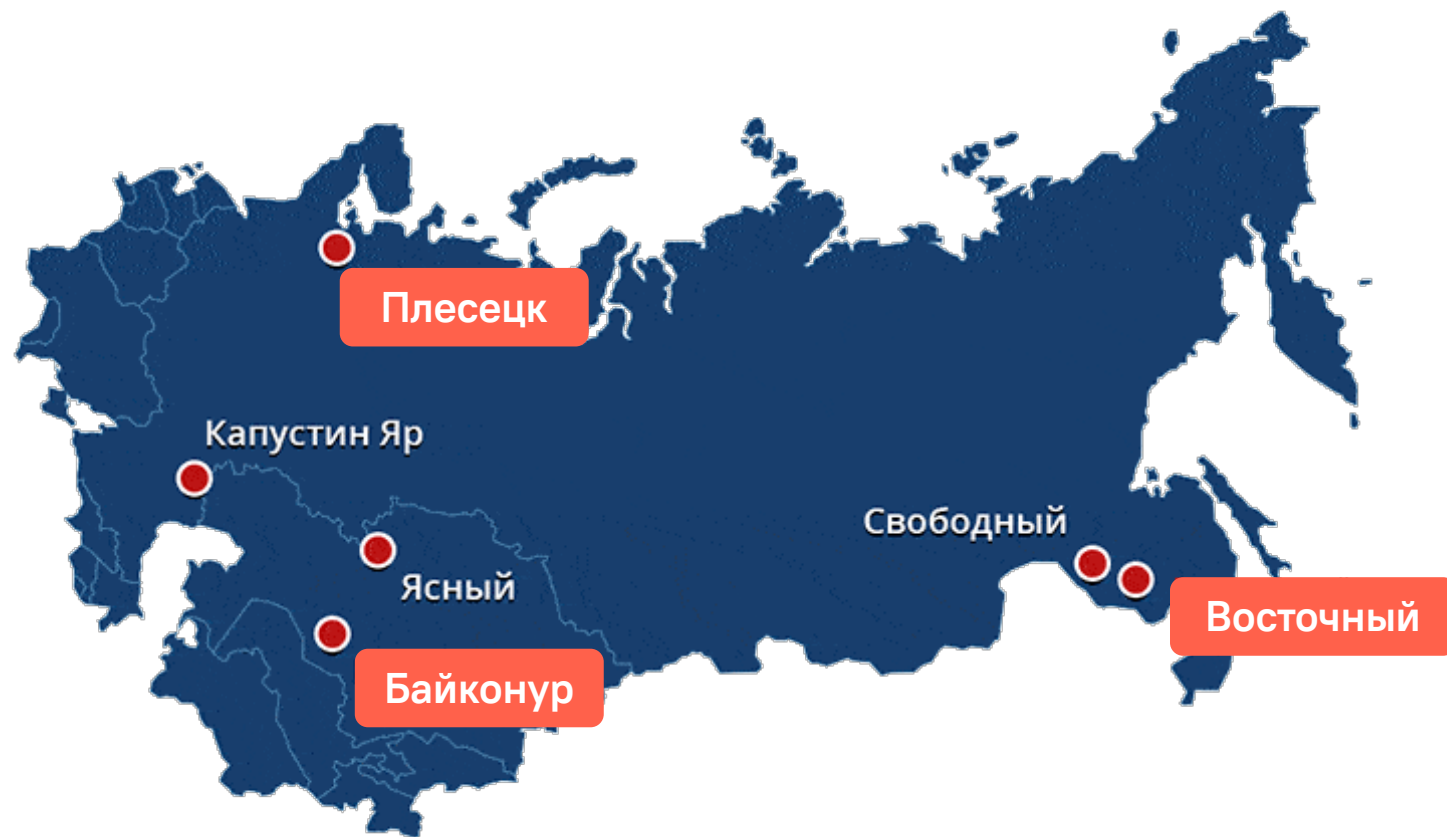 Плесецк
Капустин Яр
Свободный
Ясный
Восточный
Байконур